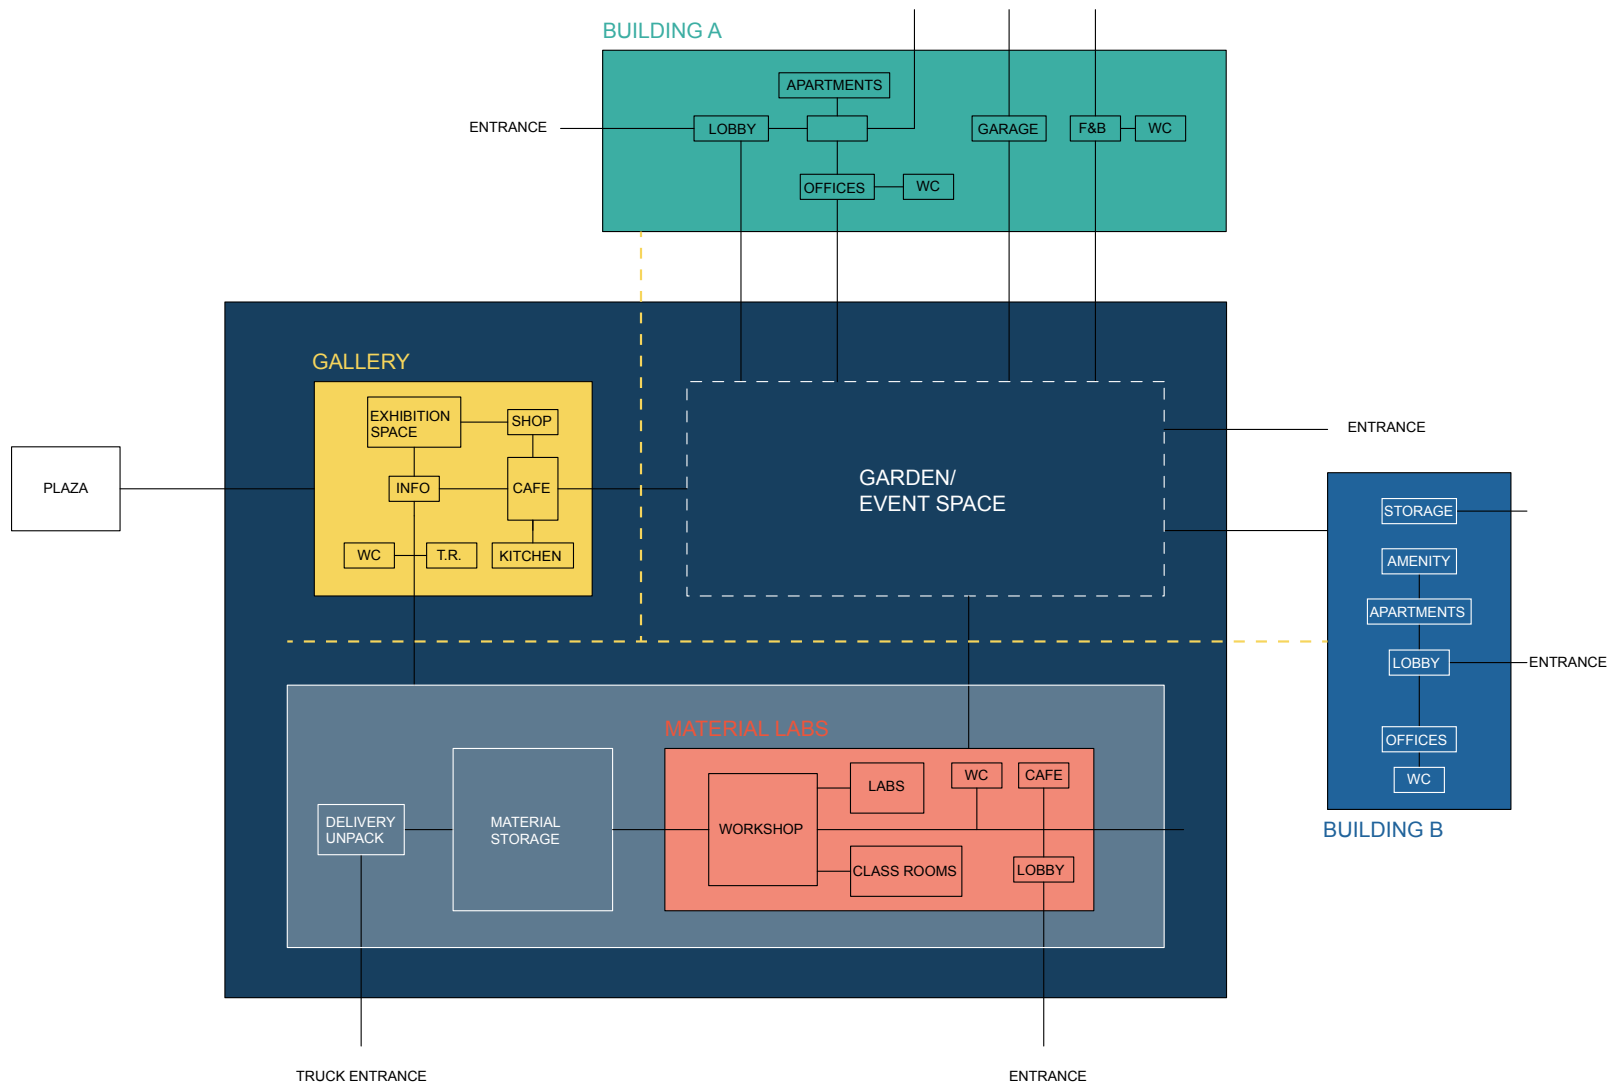 BUILDING A
APARTMENTS
ENTRANCE
LOBBY
GARAGE
F&B
WC
OFFICES
WC
GALLERY
EXHIBITION
SPACE
SHOP
INFO
CAFE
WC
T.R.
KITCHEN
PLAZA
GARDEN/
EVENT SPACE
ENTRANCE
STORAGE
AMENITY
APARTMENTS
LOBBY
ENTRANCE
OFFICES
WC
BUILDING B
MATERIAL LABS
DELIVERY
UNPACK
MATERIAL
STORAGE
WORKSHOP
LABS
WC
CAFE
CLASS ROOMS
LOBBY
TRUCK ENTRANCE
ENTRANCE